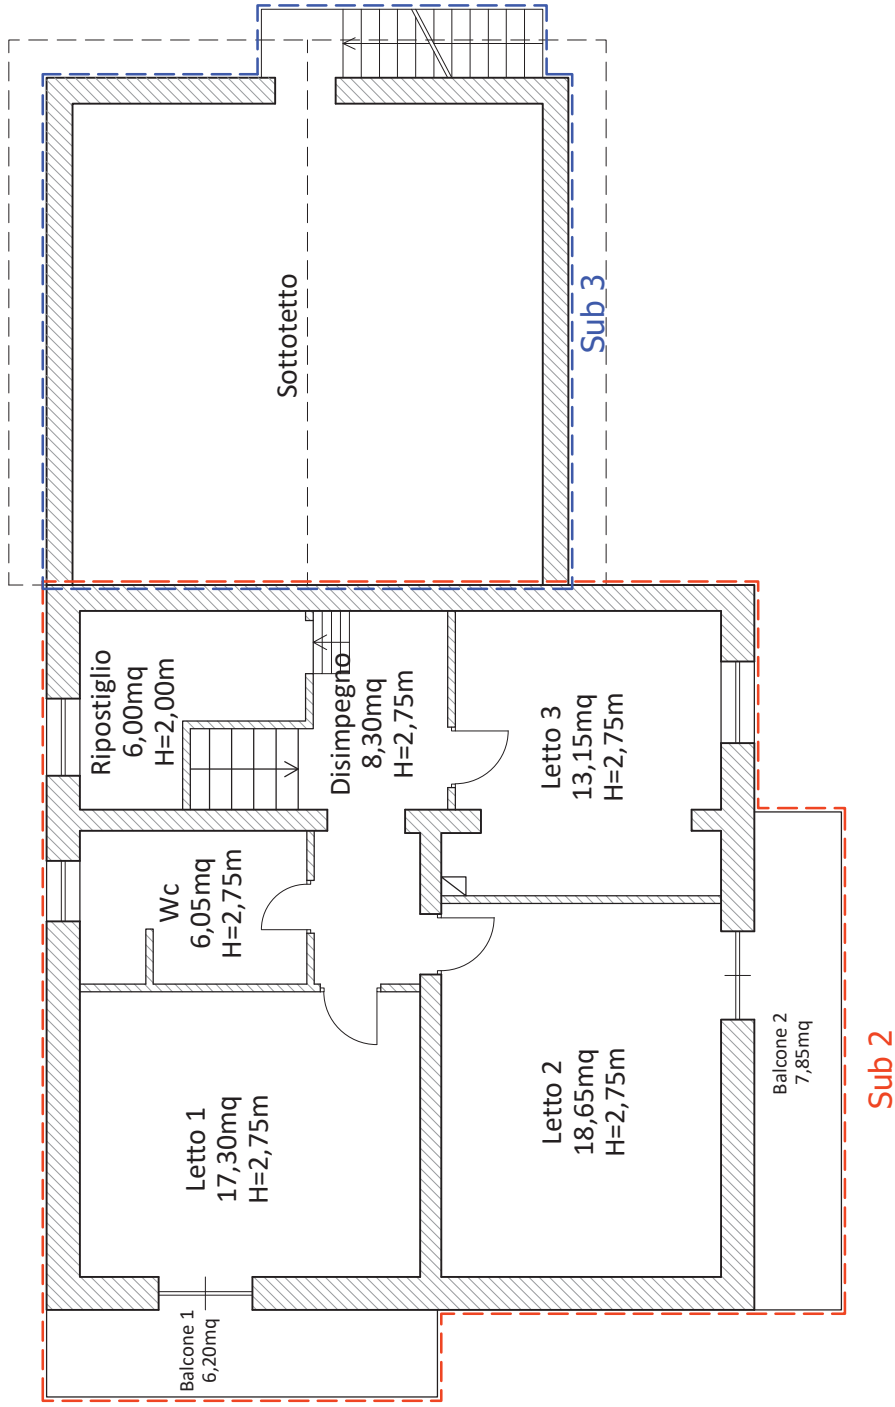 Sottotetto
Sub 3
Ripostiglio
6,00mq
H=2,00m
Disimpegno
8,30mq
H=2,75m
Letto 3
13,15mq
H=2,75m
Wc
6,05mq
H=2,75m
Letto 1
17,30mq
H=2,75m
Letto 2
18,65mq
H=2,75m
Balcone 2
7,85mq
Balcone 1
6,20mq
Sub 2